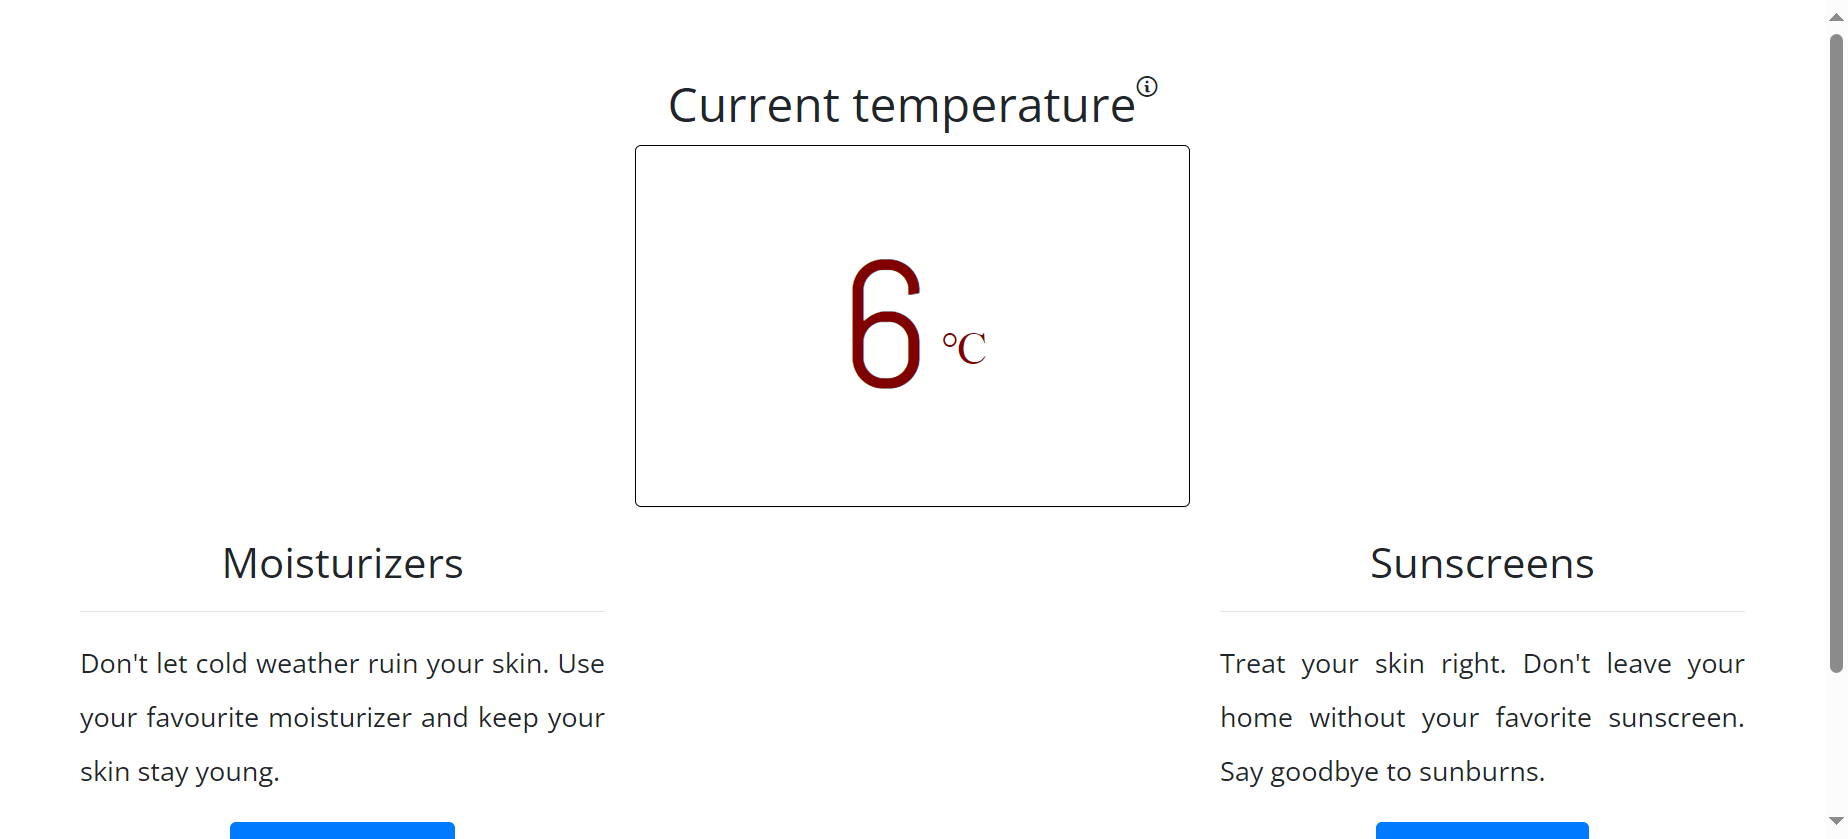 Current temperature
6 ℃
Moisturizers
Don't let cold weather ruin your skin. Use
your favourite moisturizer and keep your
skin stay young.
Sunscreens
Treat your skin right. Don't leave your
home without your favorite sunscreen.
Say goodbye to sunburns.